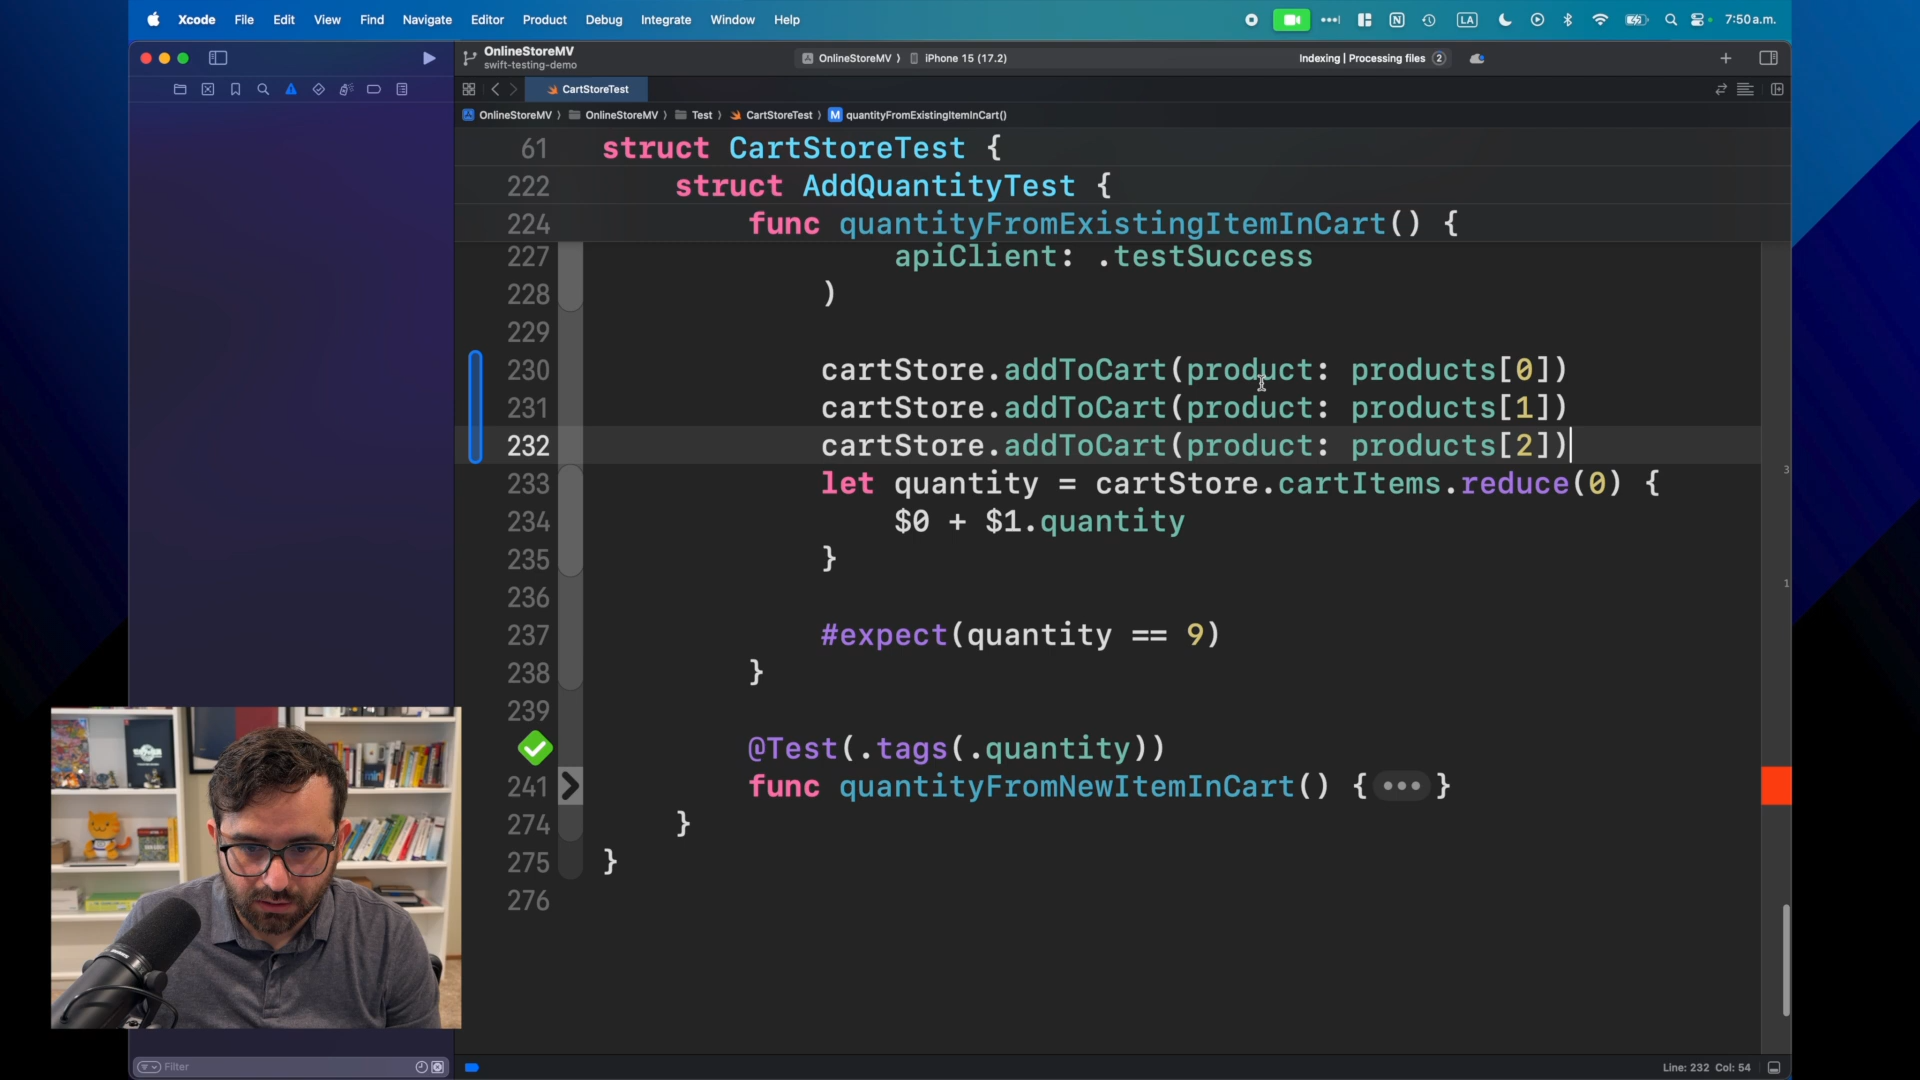 Xcode File Edit View Find Navigate Editor Product Debug Integrate Window Help
N LA 7:50 a.m.
OnlineStoreMV
swift-testing-demo
OnlineStoreMV ⟩ iPhone 15 (17.2)
Indexing | Processing files 2
CartStoreTest
OnlineStoreMV ⟩ OnlineStoreMV ⟩ Test ⟩ CartStoreTest ⟩ M quantityFromExistingItemInCart()
61 struct CartStoreTest {
222 struct AddQuantityTest {
224 func quantityFromExistingItemInCart() {
227 apiClient: .testSuccess
228 )
229
230 cartStore.addToCart(product: products[0])
231 cartStore.addToCart(product: products[1])
232 cartStore.addToCart(product: products[2])
233 let quantity = cartStore.cartItems.reduce(0) {
234 $0 + $1.quantity
235 }
236
237 #expect(quantity == 9)
238 }
239
@Test(.tags(.quantity))
241 func quantityFromNewItemInCart() {•••}
274 }
275 }
276
3
1
Filter
Line: 232 Col: 54